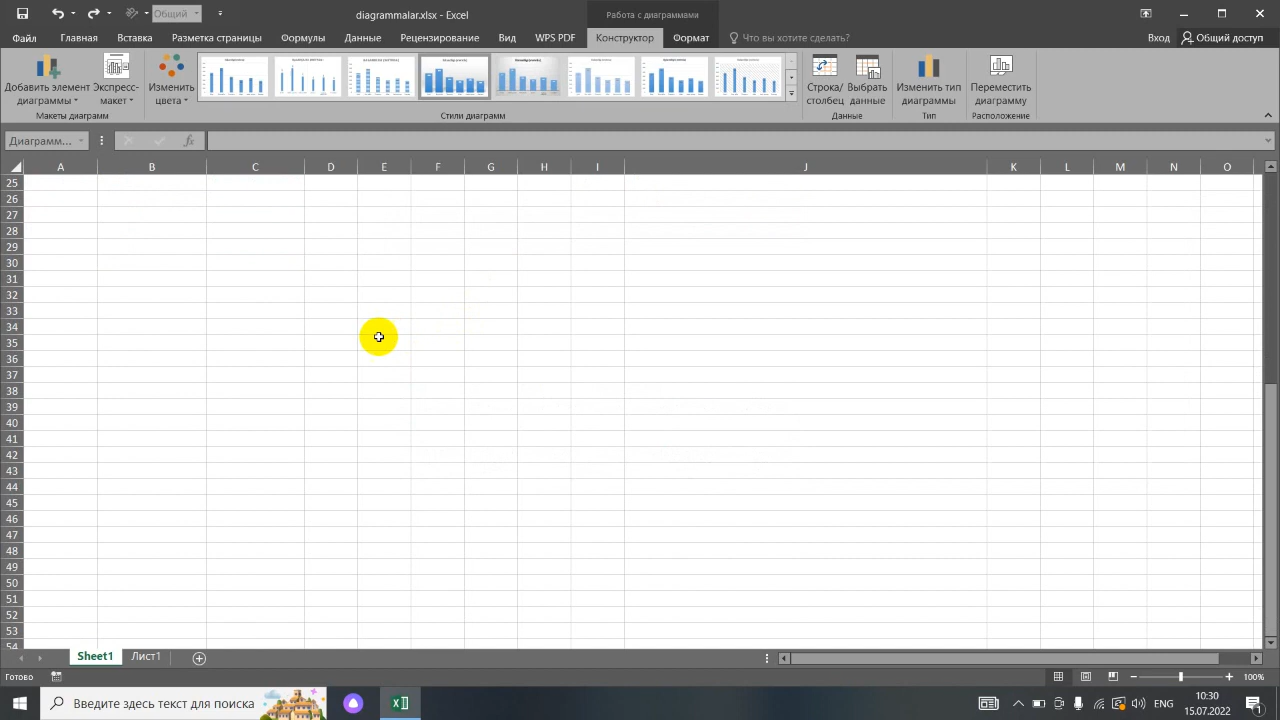 Общий
diagrammalar.xlsx - Excel
Работа с диаграммами
Файл
Главная
Вставка
Разметка страницы
Формулы
Данные
Рецензирование
Вид
WPS PDF
Конструктор
Формат
Что вы хотите сделать?
Вход
Общий доступ
Добавить элемент диаграммы
Экспресс-макет
Изменить цвета
Строка/столбец
Выбрать данные
Изменить тип диаграммы
Переместить диаграмму
Макеты диаграмм
Стили диаграмм
Данные
Тип
Расположение
Диаграмм...
fx
A B C D E F G H I J K L M N O
25
26
27
28
29
30
31
32
33
34
35
36
37
38
39
40
41
42
43
44
45
46
47
48
49
50
51
52
53
54
Sheet1
Лист1
Готово
100%
Введите здесь текст для поиска
ENG
10:30
15.07.2022